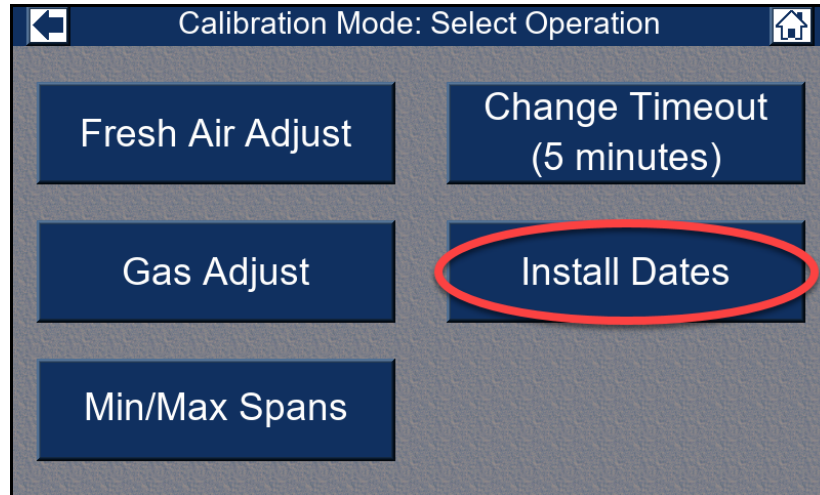 Calibration Mode: Select Operation
Fresh Air Adjust
Change Timeout
(5 minutes)
Gas Adjust
Install Dates
Min/Max Spans